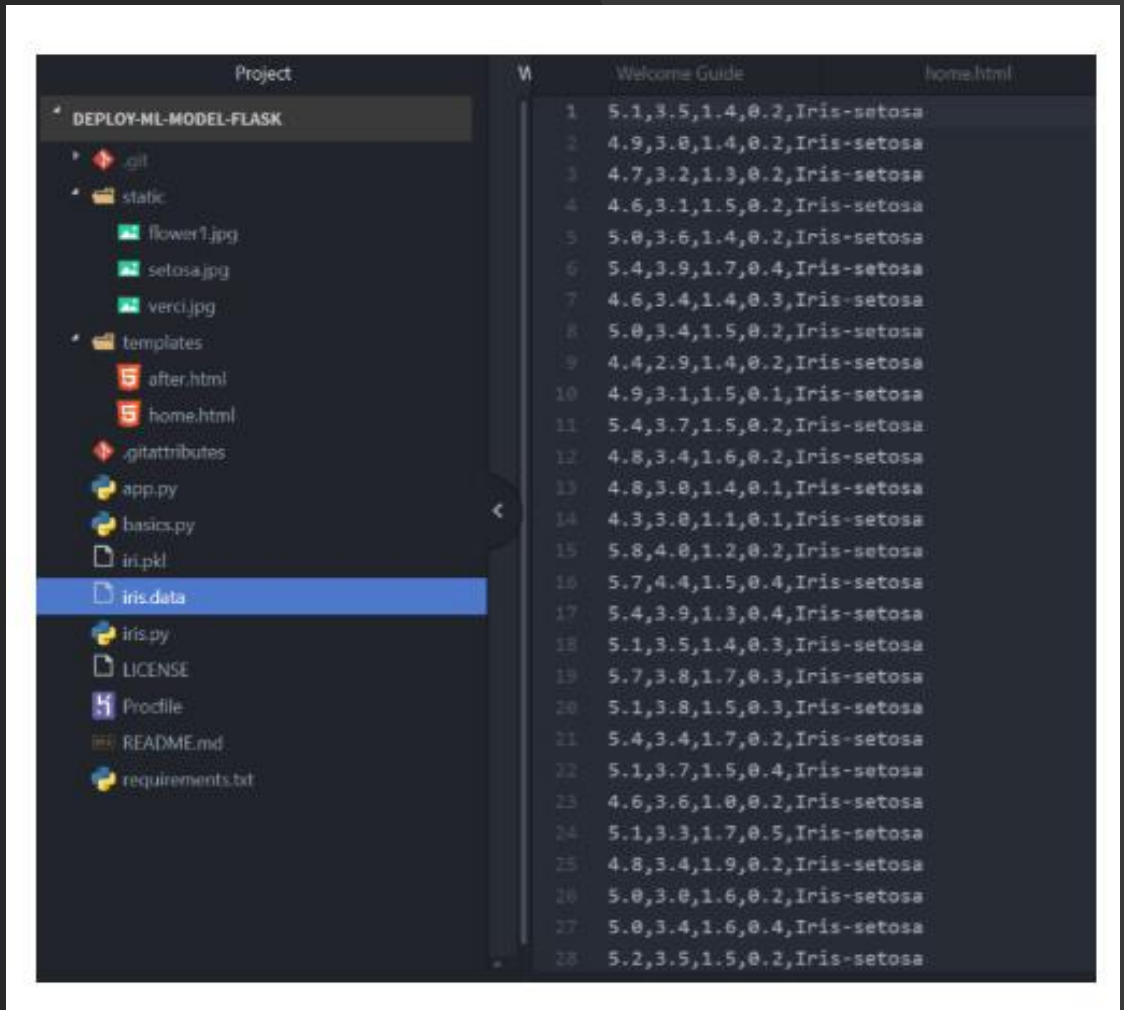 Project
DEPLOY-ML-MODEL-FLASK
.git
static
flower1.jpg
setosa.jpg
verci.jpg
templates
after.html
home.html
.gitattributes
app.py
basics.py
iri.pkl
iris.data
iris.py
LICENSE
Procfile
README.md
requirements.txt
W
Welcome Guide
home.html
1 5.1,3.5,1.4,0.2,Iris-setosa
2 4.9,3.0,1.4,0.2,Iris-setosa
3 4.7,3.2,1.3,0.2,Iris-setosa
4 4.6,3.1,1.5,0.2,Iris-setosa
5 5.0,3.6,1.4,0.2,Iris-setosa
6 5.4,3.9,1.7,0.4,Iris-setosa
7 4.6,3.4,1.4,0.3,Iris-setosa
8 5.0,3.4,1.5,0.2,Iris-setosa
9 4.4,2.9,1.4,0.2,Iris-setosa
10 4.9,3.1,1.5,0.1,Iris-setosa
11 5.4,3.7,1.5,0.2,Iris-setosa
12 4.8,3.4,1.6,0.2,Iris-setosa
13 4.8,3.0,1.4,0.1,Iris-setosa
14 4.3,3.0,1.1,0.1,Iris-setosa
15 5.8,4.0,1.2,0.2,Iris-setosa
16 5.7,4.4,1.5,0.4,Iris-setosa
17 5.4,3.9,1.3,0.4,Iris-setosa
18 5.1,3.5,1.4,0.3,Iris-setosa
19 5.7,3.8,1.7,0.3,Iris-setosa
20 5.1,3.8,1.5,0.3,Iris-setosa
21 5.4,3.4,1.7,0.2,Iris-setosa
22 5.1,3.7,1.5,0.4,Iris-setosa
23 4.6,3.6,1.0,0.2,Iris-setosa
24 5.1,3.3,1.7,0.5,Iris-setosa
25 4.8,3.4,1.9,0.2,Iris-setosa
26 5.0,3.0,1.6,0.2,Iris-setosa
27 5.0,3.4,1.6,0.4,Iris-setosa
28 5.2,3.5,1.5,0.2,Iris-setosa